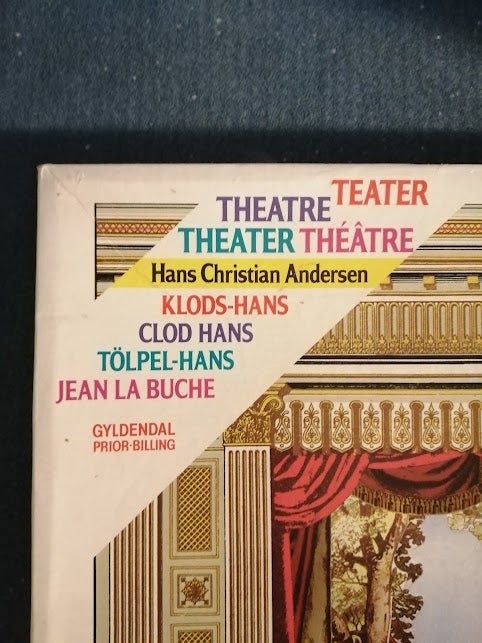 TEATER
THEATRE
THEATER THÉÂTRE
Hans Christian Andersen
KLODS-HANS
CLOD HANS
TÖLPEL-HANS
JEAN LA BUCHE
GYLDENDAL
PRIOR·BILLING